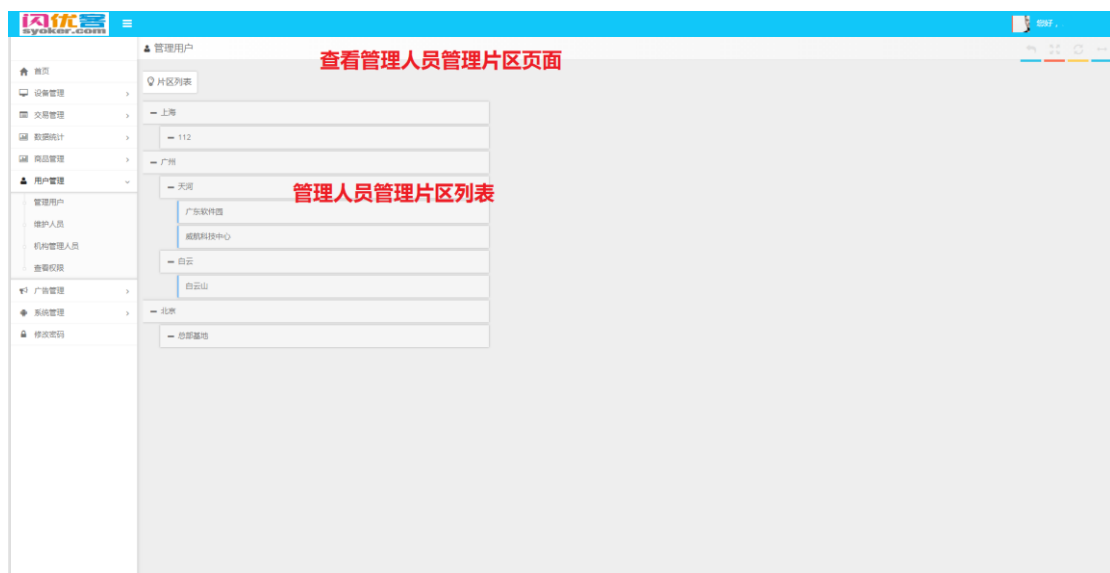 闪优客
syoker.com
您好，
管理用户
查看管理人员管理片区页面
首页
片区列表
设备管理
交易管理
上海
数据统计
112
商品管理
广州
用户管理
天河
管理人员管理片区列表
管理用户
广东软件园
维护人员
威航科技中心
机构管理人员
白云
查看权限
白云山
广告管理
系统管理
北京
修改密码
总部基地